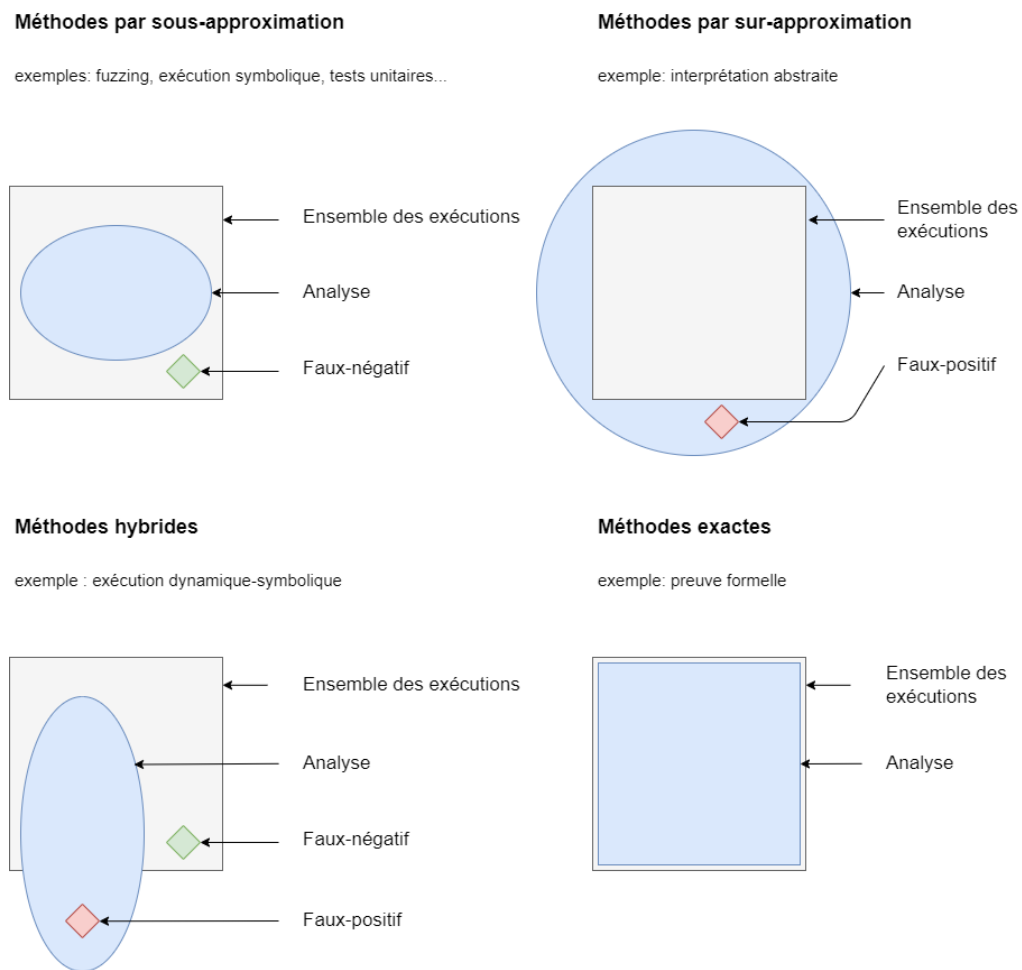 Méthodes par sous-approximation
exemples: fuzzing, exécution symbolique, tests unitaires...
Ensemble des exécutions
Analyse
Faux-négatif
Méthodes par sur-approximation
exemple: interprétation abstraite
Ensemble des
exécutions
Analyse
Faux-positif
Méthodes hybrides
exemple : exécution dynamique-symbolique
Ensemble des exécutions
Analyse
Faux-négatif
Faux-positif
Méthodes exactes
exemple: preuve formelle
Ensemble des
exécutions
Analyse